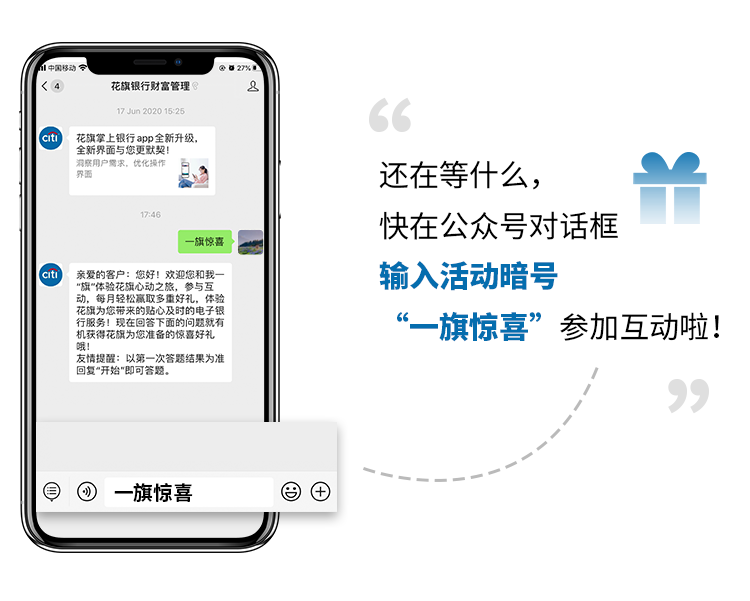 中国移动
27%
4
花旗银行财富管理
17 Jun 2020 15:25
citi
花旗掌上银行app全新升级，
全新界面与您更默契！
洞察用户需求，优化操作
界面
17:46
一旗惊喜
citi
亲爱的客户：您好！欢迎您和我一
“旗”体验花旗心动之旅，参与互
动，每月轻松赢取多重好礼，体验
花旗为您带来的贴心及时的电子银
行服务！现在回答下面的问题就有
机获得花旗为您准备的惊喜好礼
哦！
友情提醒：以第一次答题结果为准
回复“开始”即可答题。
一旗惊喜
“
还在等什么，
快在公众号对话框
输入活动暗号
“一旗惊喜”参加互动啦！
”